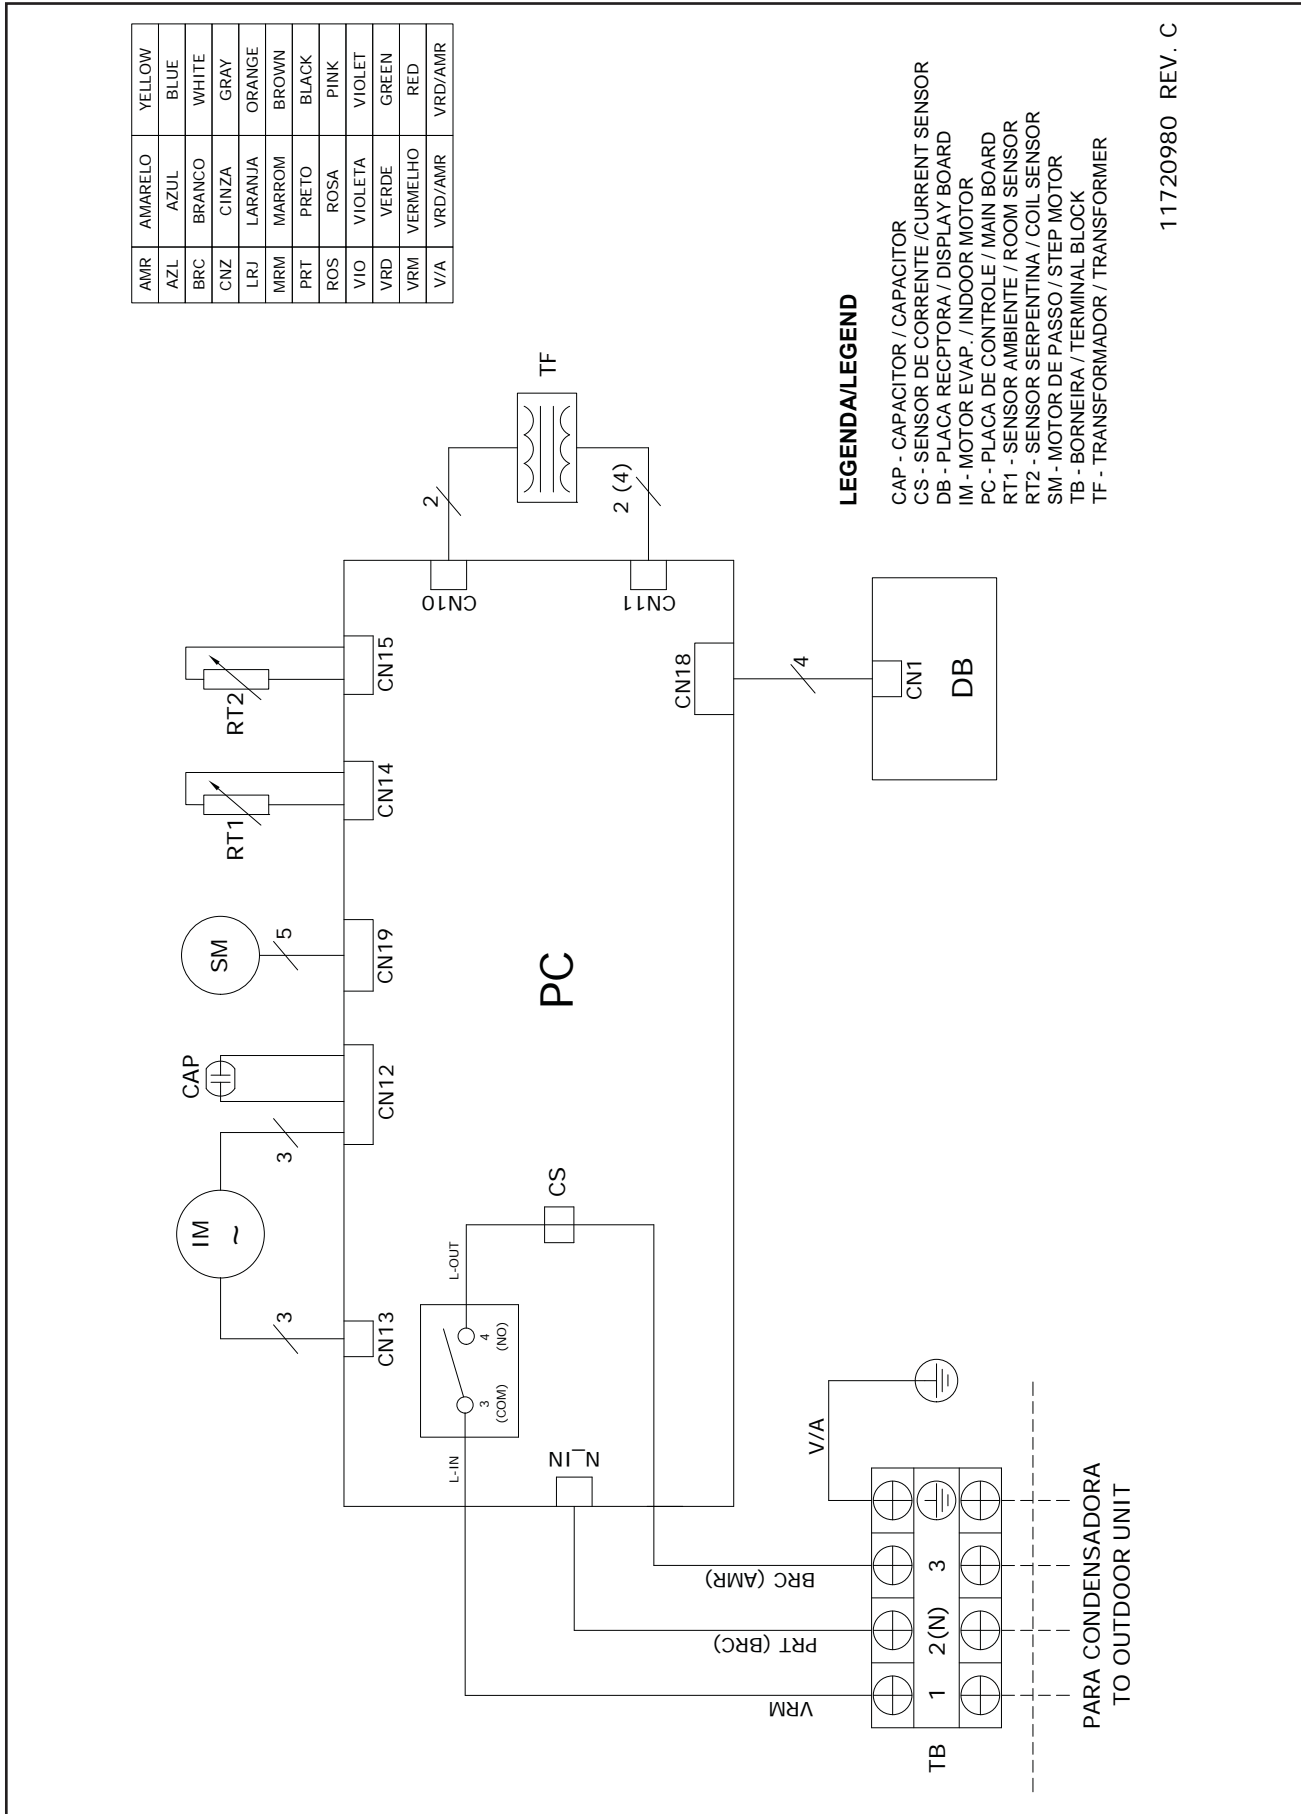 AMR AMARELO YELLOW
AZL AZUL BLUE
BRC BRANCO WHITE
CNZ CINZA GRAY
LRJ LARANJA ORANGE
MRM MARROM BROWN
PRT PRETO BLACK
ROS ROSA PINK
VIO VIOLETA VIOLET
VRD VERDE GREEN
VRM VERMELHO RED
V/A VRD/AMR VRD/AMR
IM
~
CAP
SM
RT1
RT2
3
3
5
CN13
CN12
CN19
CN14
CN15
L-IN
3
(COM)
4
(NO)
L-OUT
CS
N_IN
PC
CN10
CN11
CN18
2
2 (4)
TF
4
CN1
DB
VRM
PRT (BRC)
BRC (AMR)
V/A
TB
1
2(N)
3
PARA CONDENSADORA
TO OUTDOOR UNIT
LEGENDA/LEGEND
CAP - CAPACITOR / CAPACITOR
CS - SENSOR DE CORRENTE /CURRENT SENSOR
DB - PLACA RECPTORA / DISPLAY BOARD
IM - MOTOR EVAP. / INDOOR MOTOR
PC - PLACA DE CONTROLE / MAIN BOARD
RT1 - SENSOR AMBIENTE / ROOM SENSOR
RT2 - SENSOR SERPENTINA / COIL SENSOR
SM - MOTOR DE PASSO / STEP MOTOR
TB - BORNEIRA / TERMINAL BLOCK
TF - TRANSFORMADOR / TRANSFORMER
11720980 REV. C